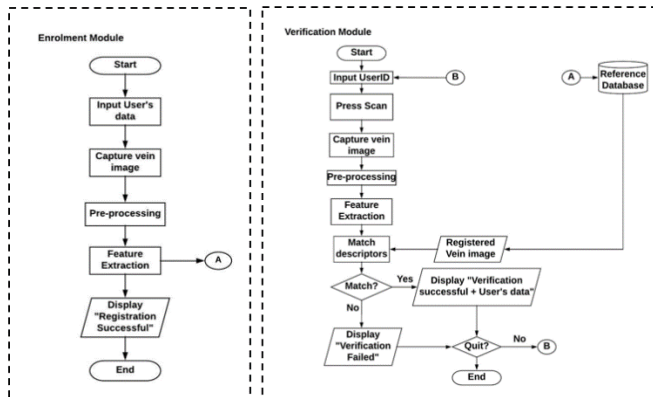 Enrolment Module
Start
Input User's
data
Capture vein
image
Pre-processing
Feature
Extraction
A
Display
"Registration
Successful"
End
Verification Module
Start
Input UserID
B
A
Reference
Database
Press Scan
Capture vein
image
Pre-processing
Feature
Extraction
Match
descriptors
Registered
Vein image
Match?
Yes
Display "Verification
successful + User's data"
No
Display
"Verification
Failed"
Quit?
No
B
End